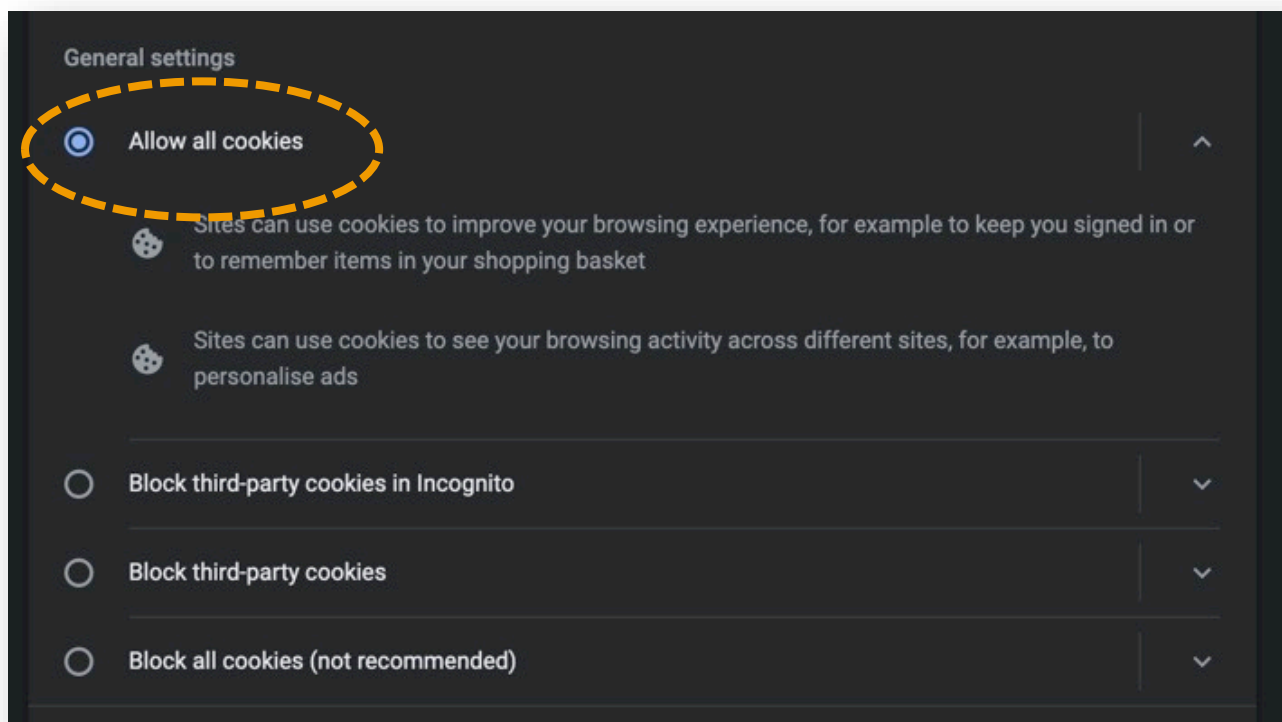 General settings
Allow all cookies
Sites can use cookies to improve your browsing experience, for example to keep you signed in or
to remember items in your shopping basket
Sites can use cookies to see your browsing activity across different sites, for example, to
personalise ads
Block third-party cookies in Incognito
Block third-party cookies
Block all cookies (not recommended)